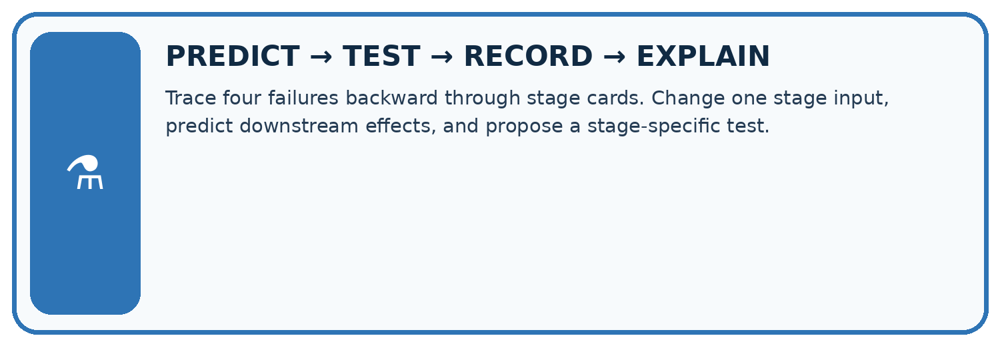 PREDICT → TEST → RECORD → EXPLAIN
Trace four failures backward through stage cards. Change one stage input,
predict downstream effects, and propose a stage-specific test.